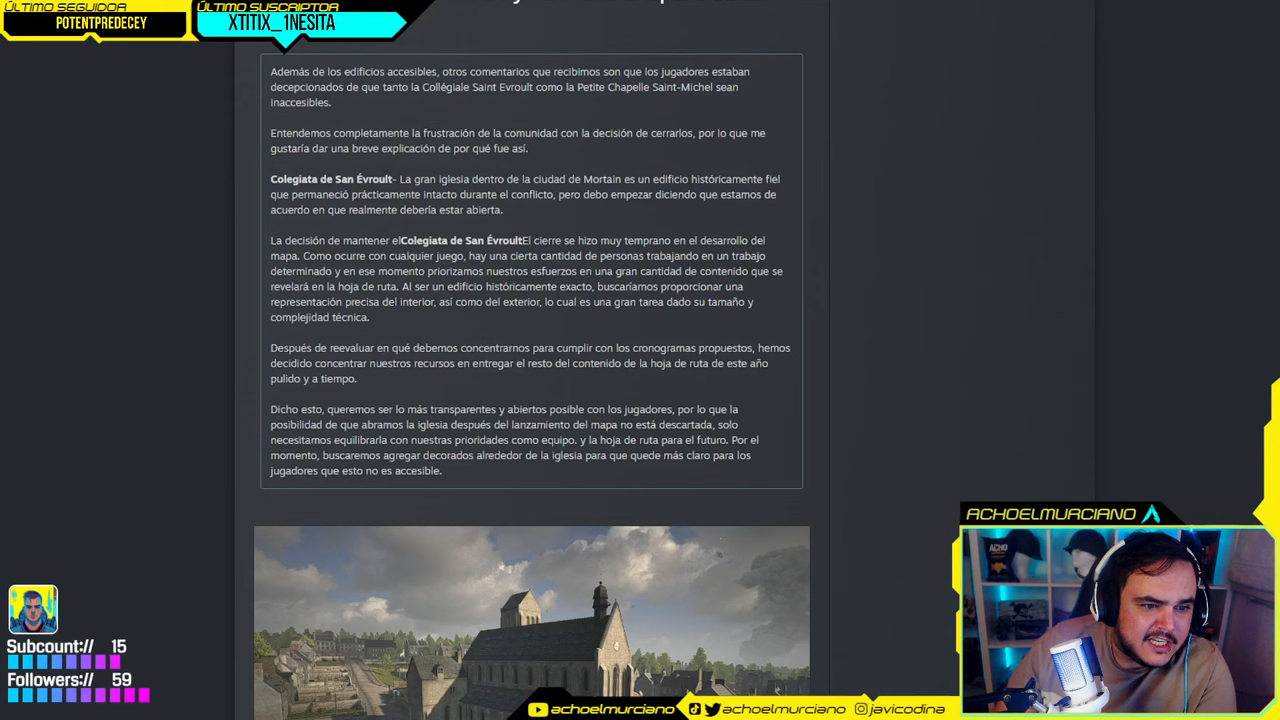 ÚLTIMO SEGUIDOR
POTENTPREDECEY
ÚLTIMO SUSCRIPTOR
XTITIX_1NESITA
Además de los edificios accesibles, otros comentarios que recibimos son que los jugadores estaban
decepcionados de que tanto la Collégiale Saint Evroult como la Petite Chapelle Saint-Michel sean
inaccesibles.
Entendemos completamente la frustración de la comunidad con la decisión de cerrarlos, por lo que me
gustaría dar una breve explicación de por qué fue así.
Colegiata de San Évroult- La gran iglesia dentro de la ciudad de Mortain es un edificio históricamente fiel
que permaneció prácticamente intacto durante el conflicto, pero debo empezar diciendo que estamos de
acuerdo en que realmente debería estar abierta.
La decisión de mantener elColegiata de San ÉvroultEl cierre se hizo muy temprano en el desarrollo del
mapa. Como ocurre con cualquier juego, hay una cierta cantidad de personas trabajando en un trabajo
determinado y en ese momento priorizamos nuestros esfuerzos en una gran cantidad de contenido que se
revelará en la hoja de ruta. Al ser un edificio históricamente exacto, buscaríamos proporcionar una
representación precisa del interior, así como del exterior, lo cual es una gran tarea dado su tamaño y
complejidad técnica.
Después de reevaluar en qué debemos concentrarnos para cumplir con los cronogramas propuestos, hemos
decidido concentrar nuestros recursos en entregar el resto del contenido de la hoja de ruta de este año
pulido y a tiempo.
Dicho esto, queremos ser lo más transparentes y abiertos posible con los jugadores, por lo que la
posibilidad de que abramos la iglesia después del lanzamiento del mapa no está descartada, solo
necesitamos equilibrarla con nuestras prioridades como equipo. y la hoja de ruta para el futuro. Por el
momento, buscaremos agregar decorados alrededor de la iglesia para que quede más claro para los
jugadores que esto no es accesible.
ACHOELMURCIANO
ACHO
Subcount:// 15
Followers:// 59
achoelmurciano
achoelmurciano
javicodina